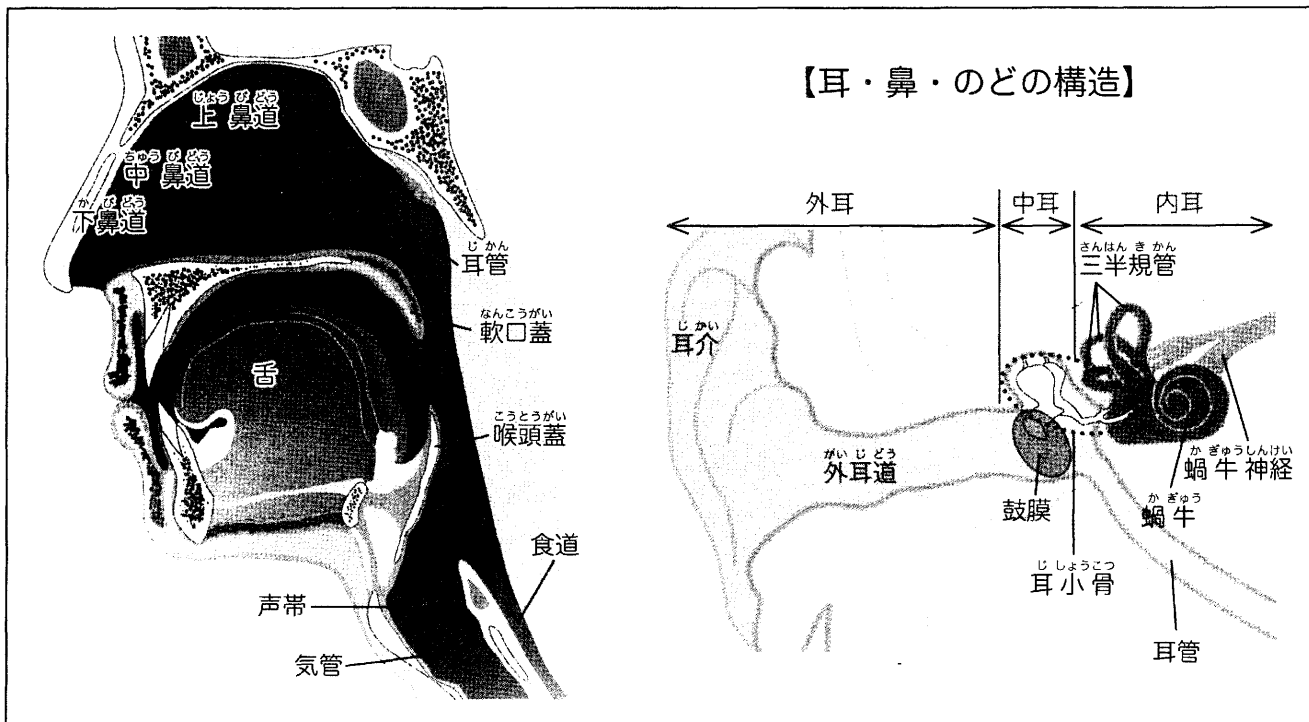 【耳・鼻・のどの構造】
じょう び どう
上 鼻道
ちゅう び どう
中 鼻道
か び どう
下鼻道
じ かん
耳管
なんこうがい
軟口蓋
舌
こうとうがい
喉頭蓋
食道
声帯
気管
外耳
中耳
内耳
さんはん き かん
三半規管
じ かい
耳介
がい じ どう
外耳道
か ぎゅうしんけい
蝸牛神経
か ぎゅう
蝸牛
鼓膜
じ しょうこつ
耳小骨
耳管